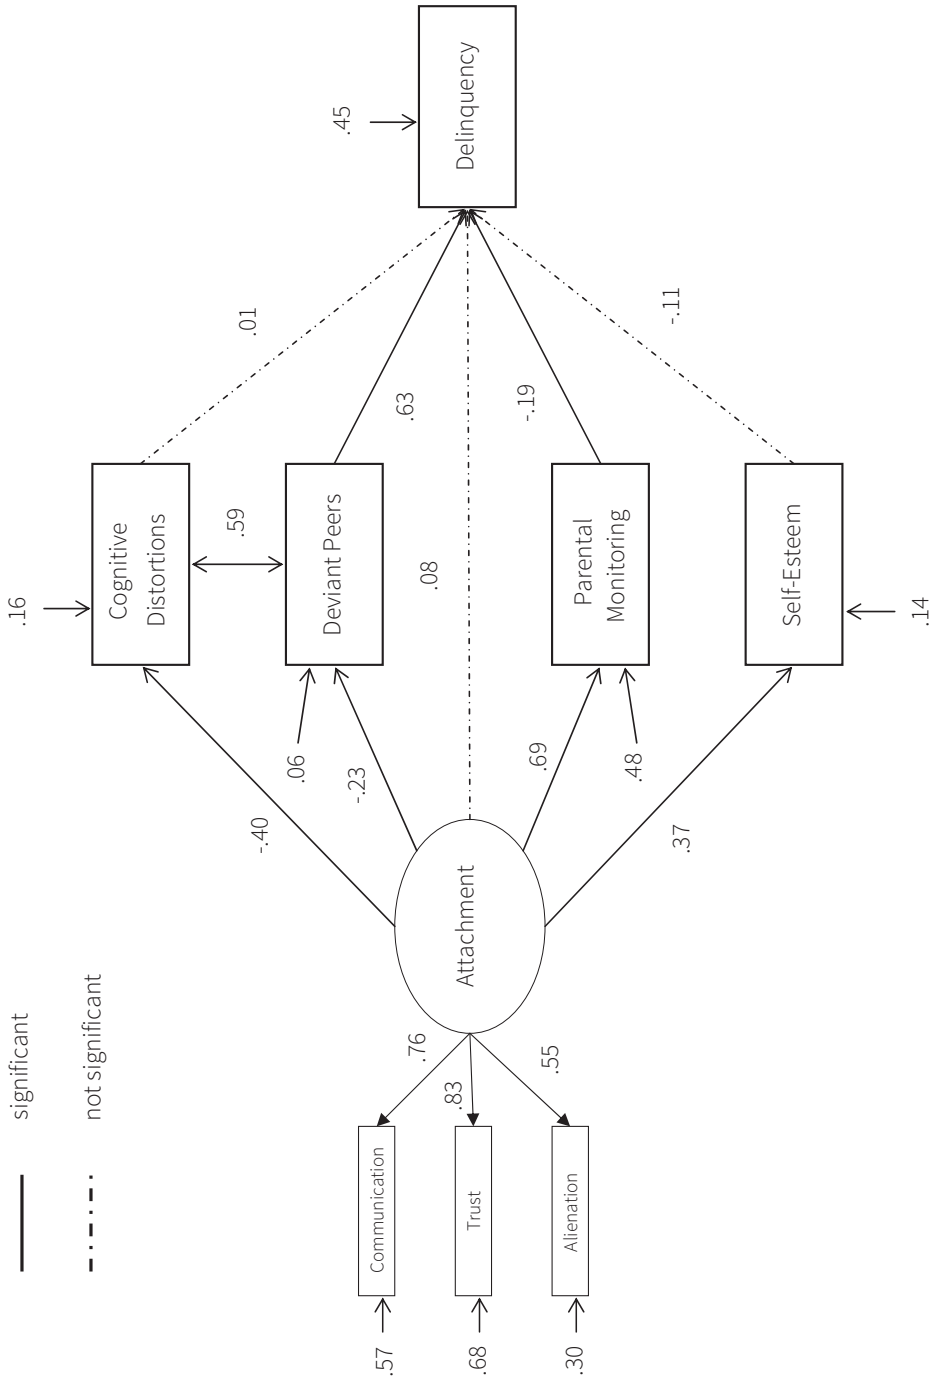 significant
not significant
.16
Cognitive
Distortions
.59
.01
-.40
.06
Deviant Peers
.63
-.23
.45
Delinquency
.57
Communication
.76
.68
Trust
.83
Attachment
.08
.30
Alienation
.55
.69
.48
Parental
Monitoring
-.19
.37
Self-Esteem
-.11
.14